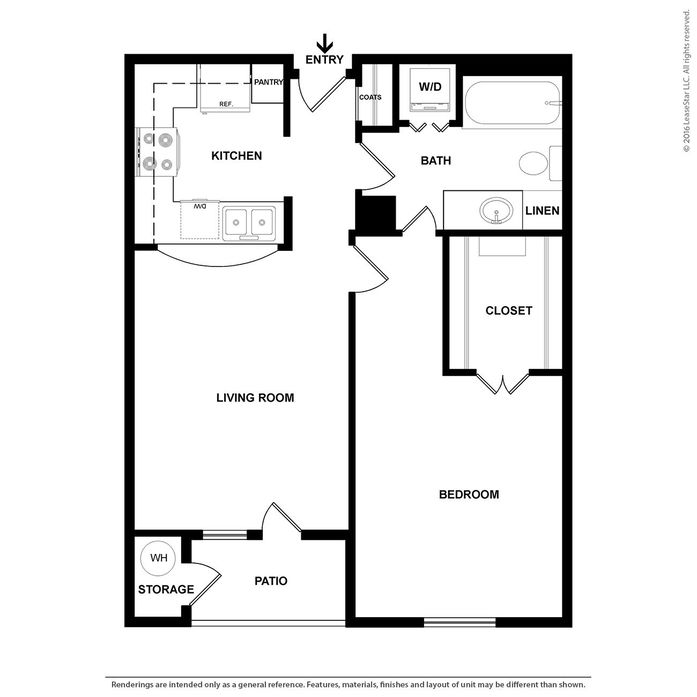 ENTRY
PANTRY
REF.
COATS
W/D
KITCHEN
BATH
DW
LINEN
CLOSET
LIVING ROOM
BEDROOM
WH
STORAGE
PATIO
© 2016 LeaseStar LLC. All rights reserved.
Renderings are intended only as a general reference. Features, materials, finishes and layout of unit may be different than shown.